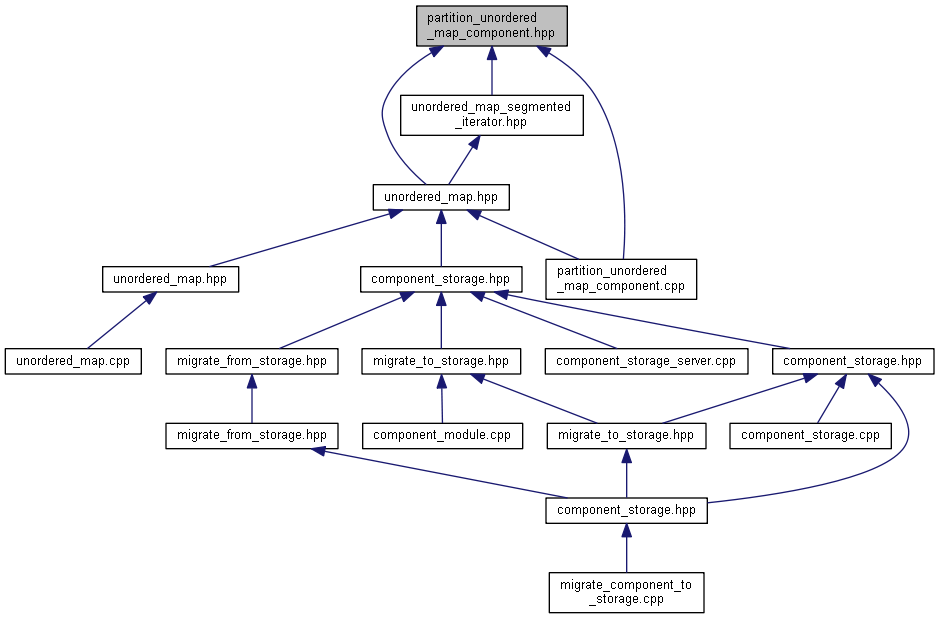 partition_unordered
_map_component.hpp
unordered_map_segmented
_iterator.hpp
unordered_map.hpp
unordered_map.hpp
component_storage.hpp
partition_unordered
_map_component.cpp
unordered_map.cpp
migrate_from_storage.hpp
migrate_to_storage.hpp
component_storage_server.cpp
component_storage.hpp
migrate_from_storage.hpp
component_module.cpp
migrate_to_storage.hpp
component_storage.cpp
component_storage.hpp
migrate_component_to
_storage.cpp